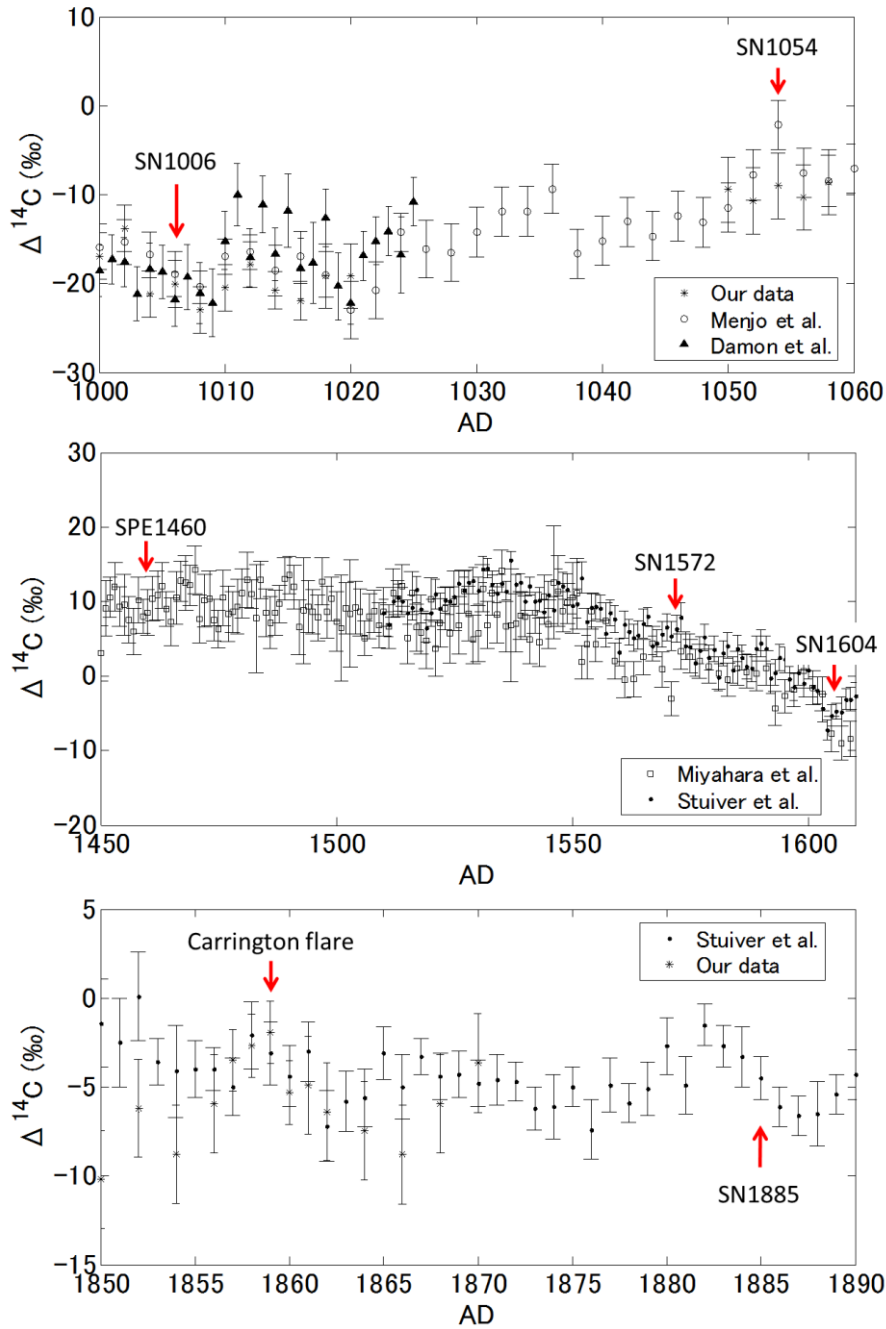 10
SN1054
0
SN1006
−10
Δ ¹⁴C (‰)
−20
Our data
Menjo et al.
Damon et al.
−30
1000 1010 1020 1030 1040 1050 1060
AD
30
20
SPE1460
SN1572
10
SN1604
Δ ¹⁴C (‰)
0
−10
Miyahara et al.
Stuiver et al.
−20
1450 1500 1550 1600
AD
5
Stuiver et al.
Our data
Carrington flare
0
Δ ¹⁴C (‰)
−5
−10
SN1885
−15
1850 1855 1860 1865 1870 1875 1880 1885 1890
AD